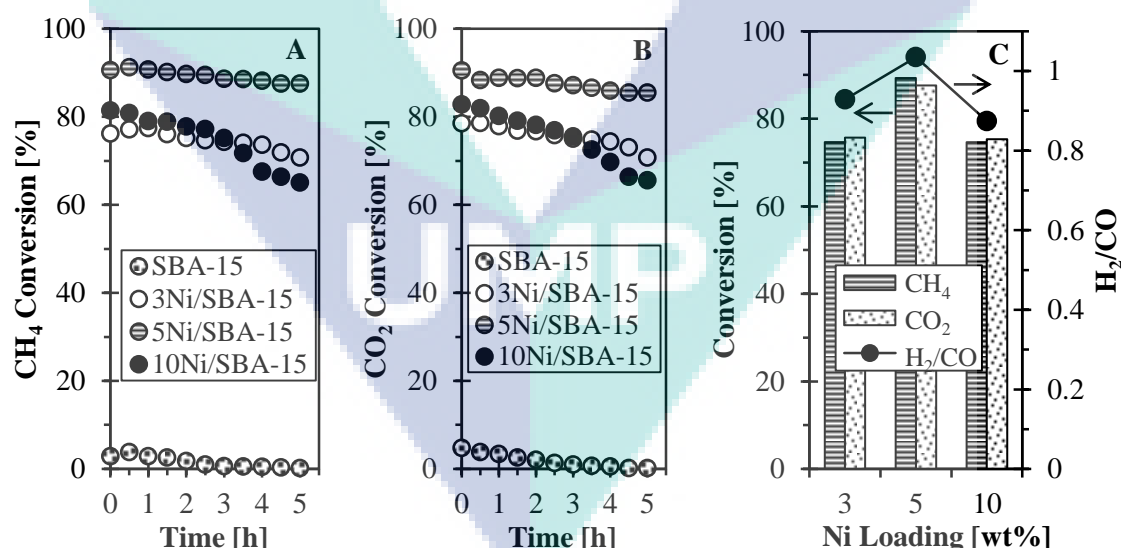 A
CH4 Conversion [%]
100
80
60
40
20
0
SBA-15
3Ni/SBA-15
5Ni/SBA-15
10Ni/SBA-15
0 1 2 3 4 5
Time [h]
B
CO2 Conversion [%]
100
80
60
40
20
0
SBA-15
3Ni/SBA-15
5Ni/SBA-15
10Ni/SBA-15
0 1 2 3 4 5
Time [h]
C
Conversion [%]
100
80
60
40
20
0
CH4
CO2
H2/CO
1
0.8
0.6
0.4
0.2
0
H2/CO
3 5 10
Ni Loading [wt%]
UMP